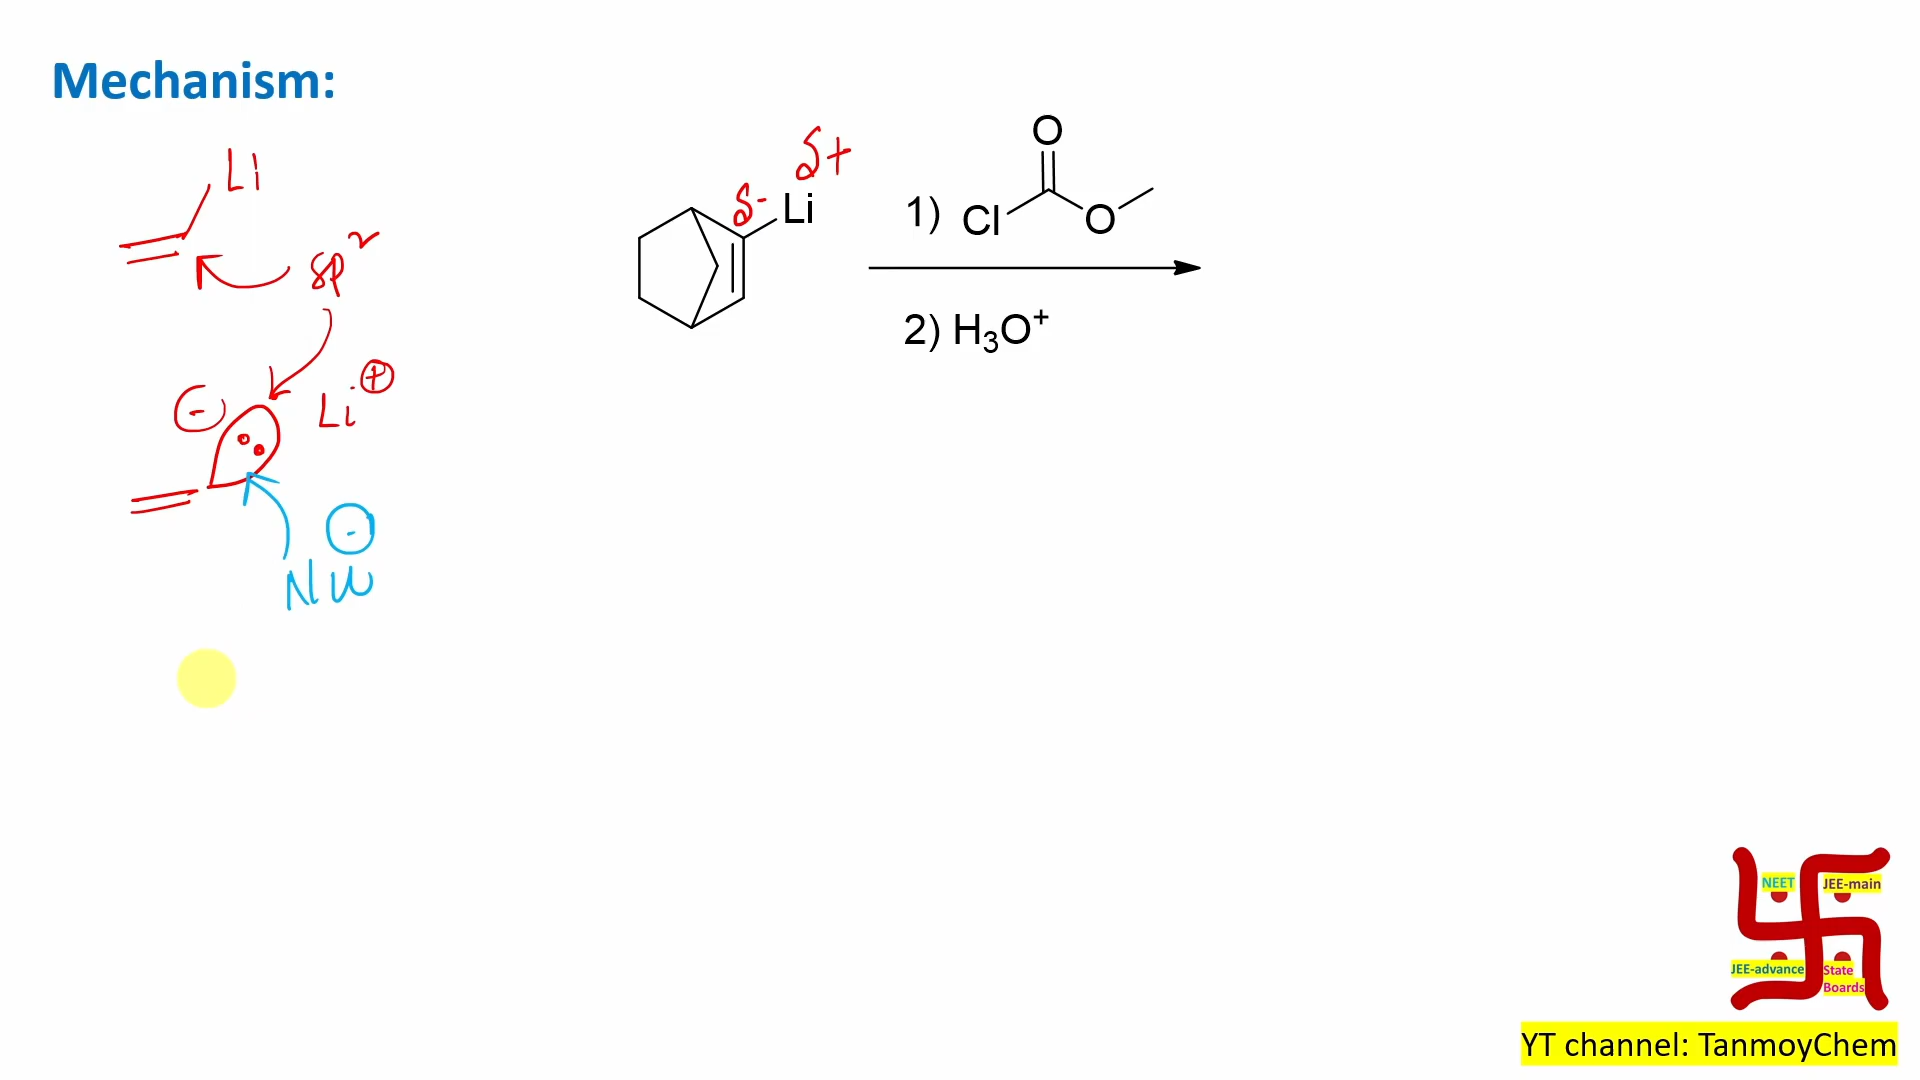 Mechanism:
Li
sp²
⊖
Li⊕
⊖
Nu
δ-
δ+
Li
1)
O
Cl
O
2) H₃O⁺
NEET
JEE-main
JEE-advance
State
Boards
YT channel: TanmoyChem